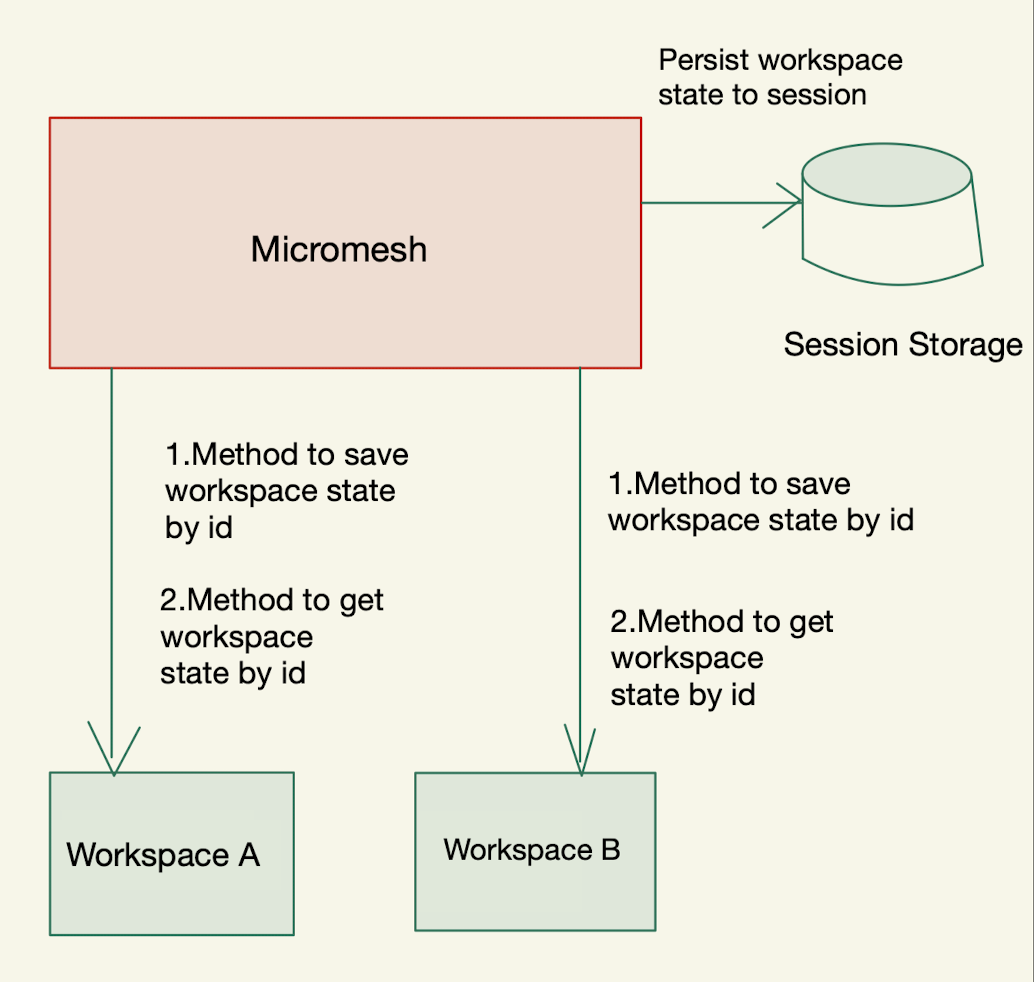 Persist workspace
state to session
Micromesh
Session Storage
1.Method to save
workspace state
by id
2.Method to get
workspace
state by id
1.Method to save
workspace state by id
2.Method to get
workspace
state by id
Workspace A
Workspace B